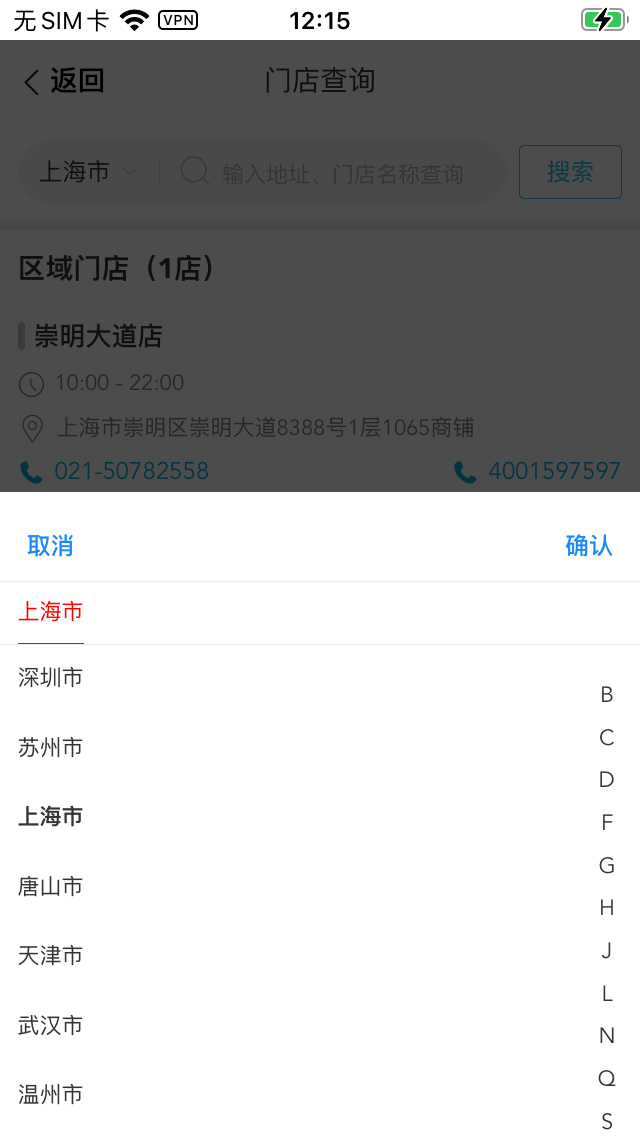 无SIM卡 VPN 12:15
返回 门店查询
上海市 输入地址、门店名称查询 搜索
区域门店（1店）
崇明大道店
10:00 - 22:00
上海市崇明区崇明大道8388号1层1065商铺
021-50782558 4001597597
取消 确认
上海市
深圳市
B
C
苏州市
D
上海市
F
G
唐山市
H
天津市
J
L
武汉市
N
Q
温州市
S